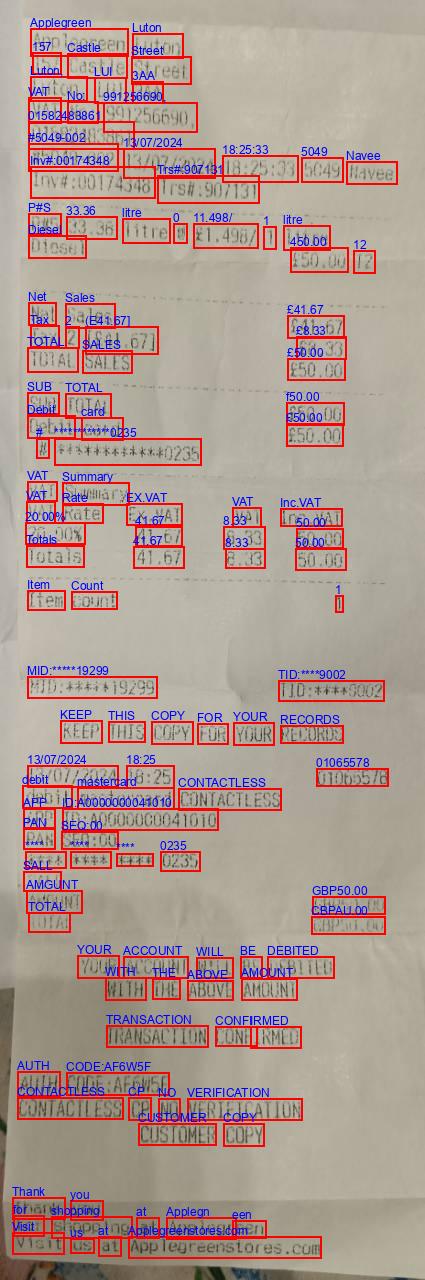 Applegreen Luton
157 Castle Street
Luton LU1 3AA
VAT No: 991256690,
01582483861
#5049-002 13/07/2024 18:25:33 5049 Navee
Inv#:00174348 Trs#:907131
P#5 33.36 litre @ £1.498/ 1 litre
Diesel £50.00 12
Net Sales £41.67
Tax 2 [£41.67] £8.33
TOTAL SALES £50.00
SUB TOTAL £50.00
Debit card £50.00
# ************0235
VAT Summary
VAT Rate Ex.VAT VAT Inc.VAT
20.00% 41.67 8.33 50.00
Totals 41.67 8.33 50.00
Item count 1
MID:*****19299 TID:****9002
KEEP THIS COPY FOR YOUR RECORDS
13/07/2024 18:25 01065578
debit mastercard CONTACTLESS
APP ID:A0000000041010
PAN SEQ:00
**** **** **** 0235
SALE
AMOUNT GBP50.00
TOTAL GBP50.00
YOUR ACCOUNT WILL BE DEBITED
WITH THE ABOVE AMOUNT
TRANSACTION CONFIRMED
AUTH CODE:AF6W5F
CONTACTLESS CP NO VERIFICATION
CUSTOMER COPY
Thank you
for shopping at Applegreen
Visit us at Applegreenstores.com